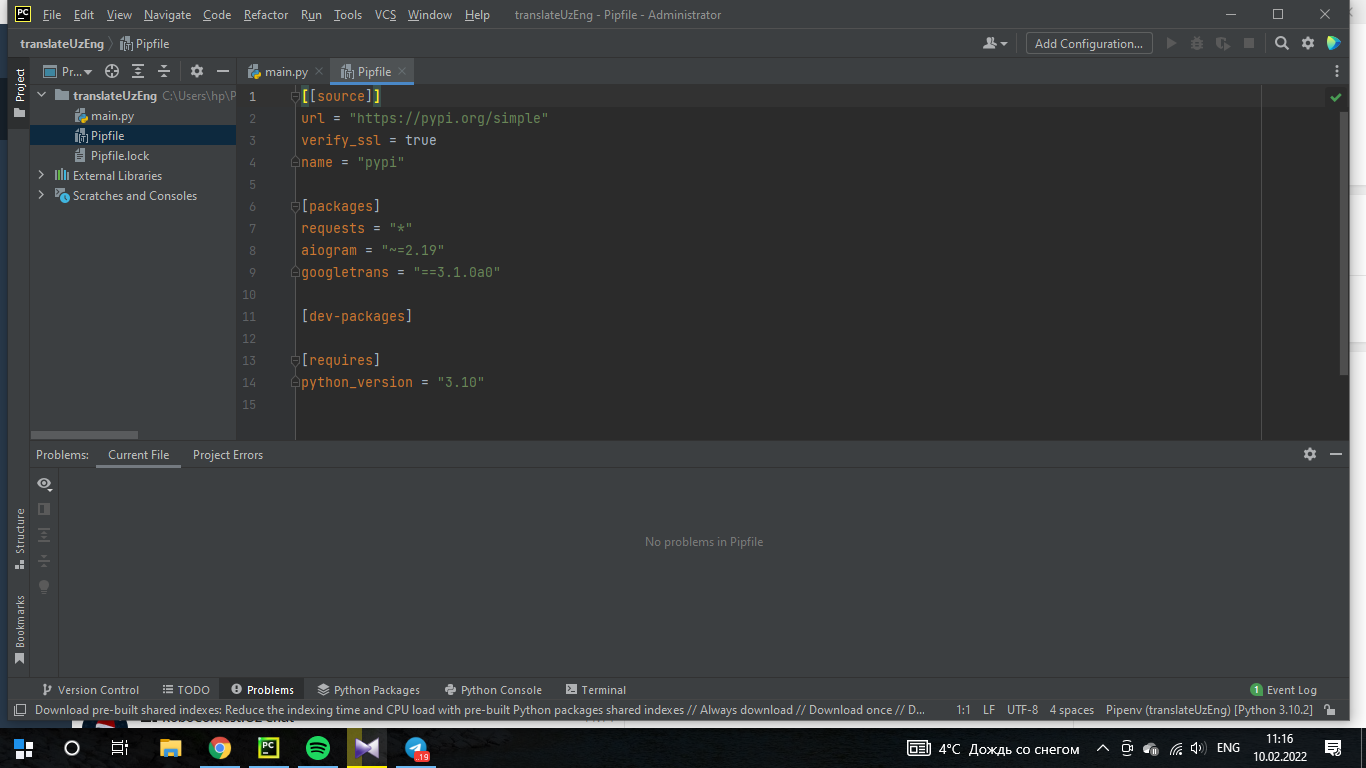 PC File Edit View Navigate Code Refactor Run Tools VCS Window Help translateUzEng - Pipfile - Administrator
translateUzEng Pipfile Add Configuration...
Project Pr... main.py Pipfile
translateUzEng C:\Users\hp\P
main.py
Pipfile
Pipfile.lock
External Libraries
Scratches and Consoles
1 [[source]]
2 url = "https://pypi.org/simple"
3 verify_ssl = true
4 name = "pypi"
5
6 [packages]
7 requests = "*"
8 aiogram = "~=2.19"
9 googletrans = "==3.1.0a0"
10
11 [dev-packages]
12
13 [requires]
14 python_version = "3.10"
15
Problems: Current File Project Errors
No problems in Pipfile
Structure
Bookmarks
Version Control TODO Problems Python Packages Python Console Terminal 1 Event Log
Download pre-built shared indexes: Reduce the indexing time and CPU load with pre-built Python packages shared indexes // Always download // Download once // D... 1:1 LF UTF-8 4 spaces Pipenv (translateUzEng) [Python 3.10.2]
PC ..19 4°C Дождь со снегом ENG 11:16
10.02.2022